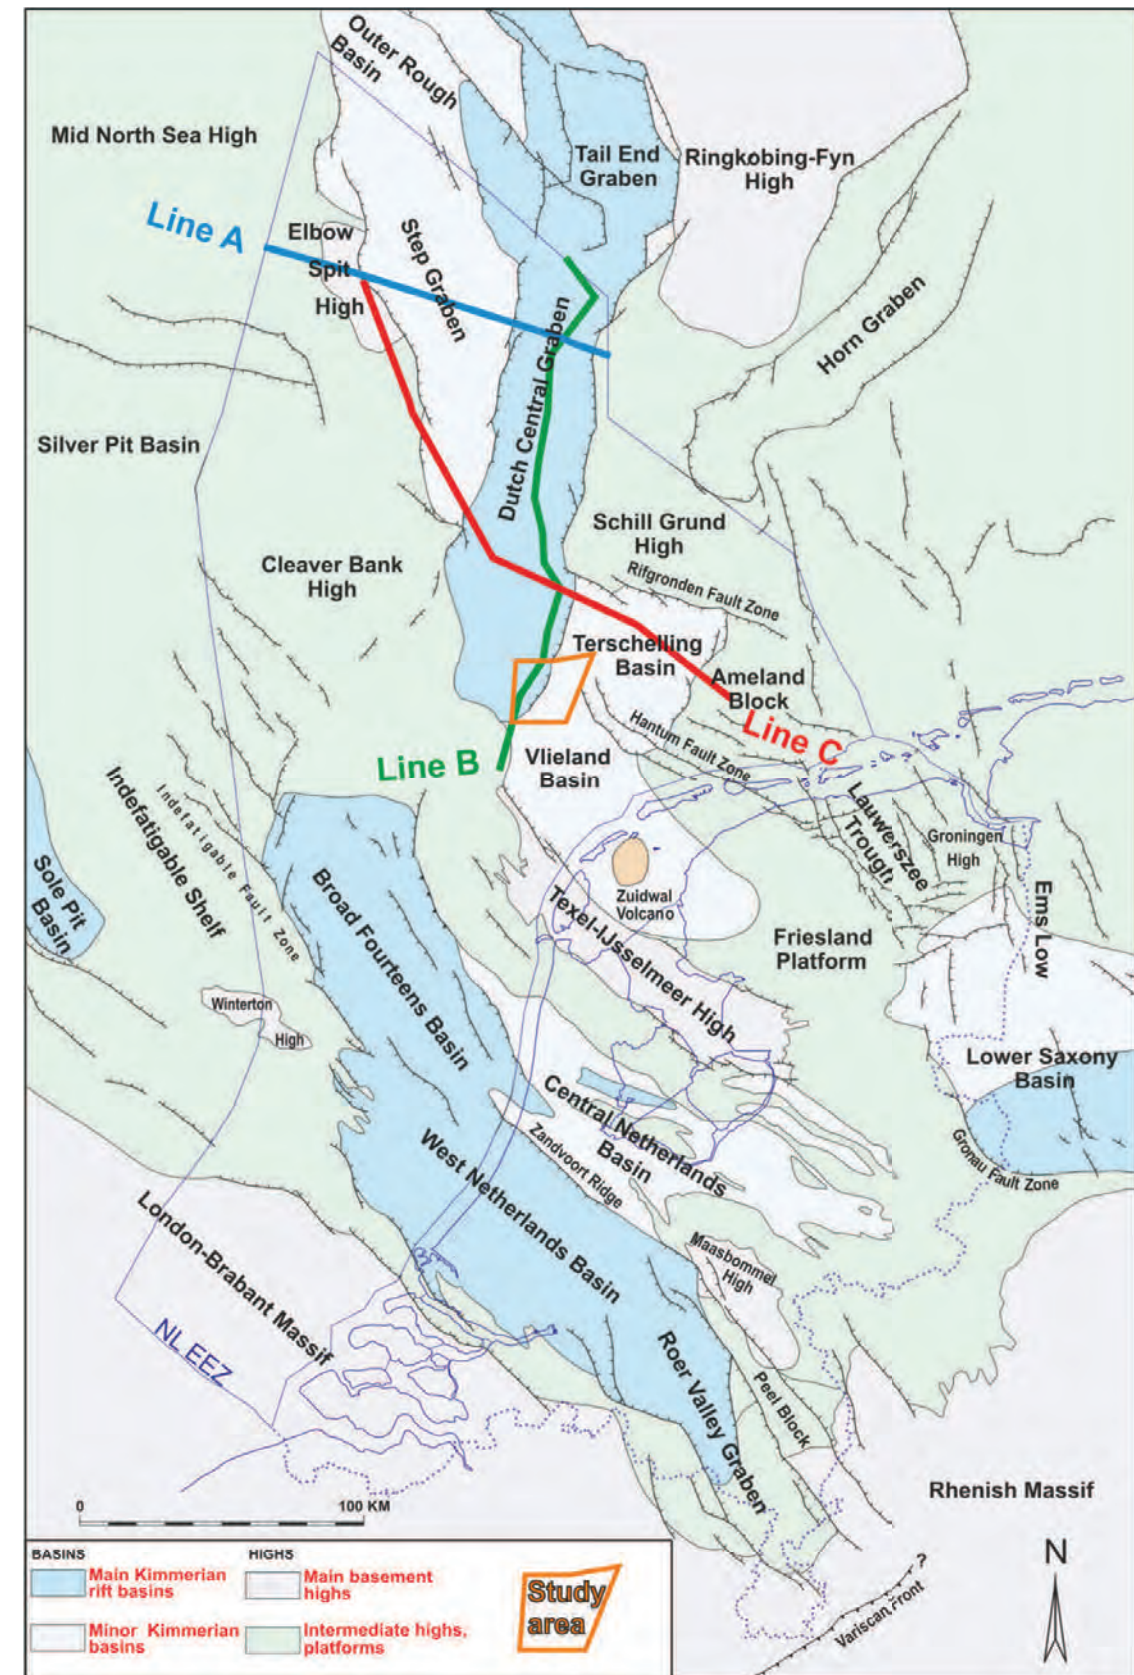 Outer Rough
Basin
Mid North Sea High
Tail End
Graben
Ringkobing-Fyn
High
Line A
Elbow
Spit
High
Step Graben
Dutch Central Graben
Horn Graben
Silver Pit Basin
Schill Grund
High
Cleaver Bank
High
Rifgronden Fault Zone
Terschelling
Basin
Ameland
Block
Hantum Fault Zone
Line C
Line B
Vlieland
Basin
Indefatigable Shelf
Indefatigable Fault Zone
Lauwerszee
Trough
Groningen
High
Sole Pit
Basin
Broad Fourteens Basin
Zuidwal
Volcano
Texel-IJsselmeer High
Friesland
Platform
Ems Low
Winterton
High
Lower Saxony
Basin
Central Netherlands
Basin
West Netherlands Basin
Zandvoort Ridge
Gronau Fault Zone
London-Brabant Massif
Maasbommel
High
NL EEZ
Roer Valley Graben
Peel Block
Rhenish Massif
0 100 KM
N
?
Variscan Front
BASINS HIGHS
Main Kimmerian
rift basins
Main basement
highs
Minor Kimmerian
basins
Intermediate highs,
platforms
Study
area